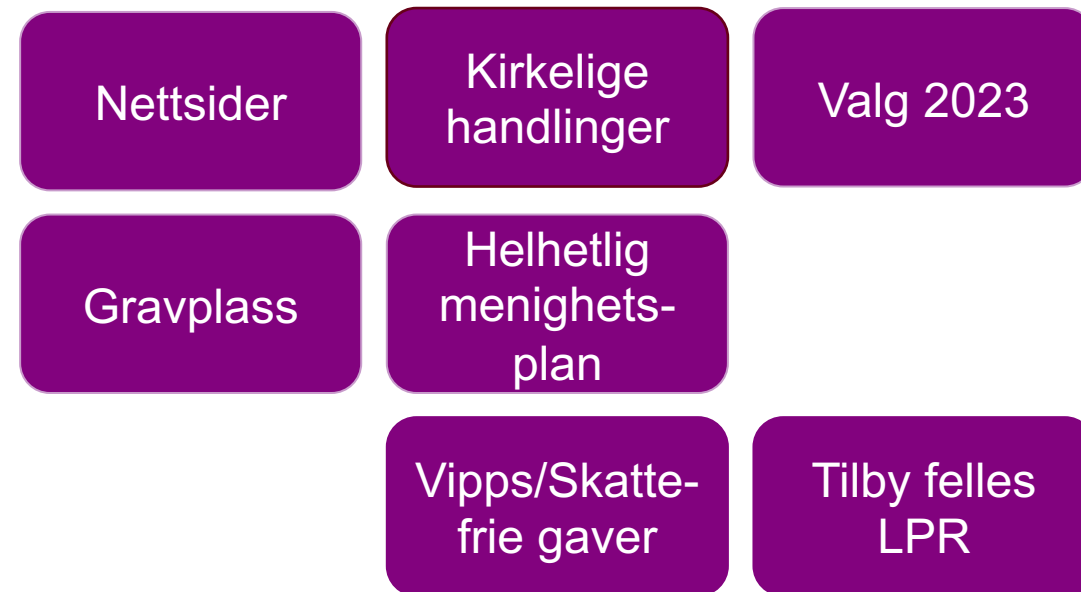 Nettsider
Kirkelige
handlinger
Valg 2023
Gravplass
Helhetlig
menighets-
plan
Vipps/Skatte-
frie gaver
Tilby felles
LPR